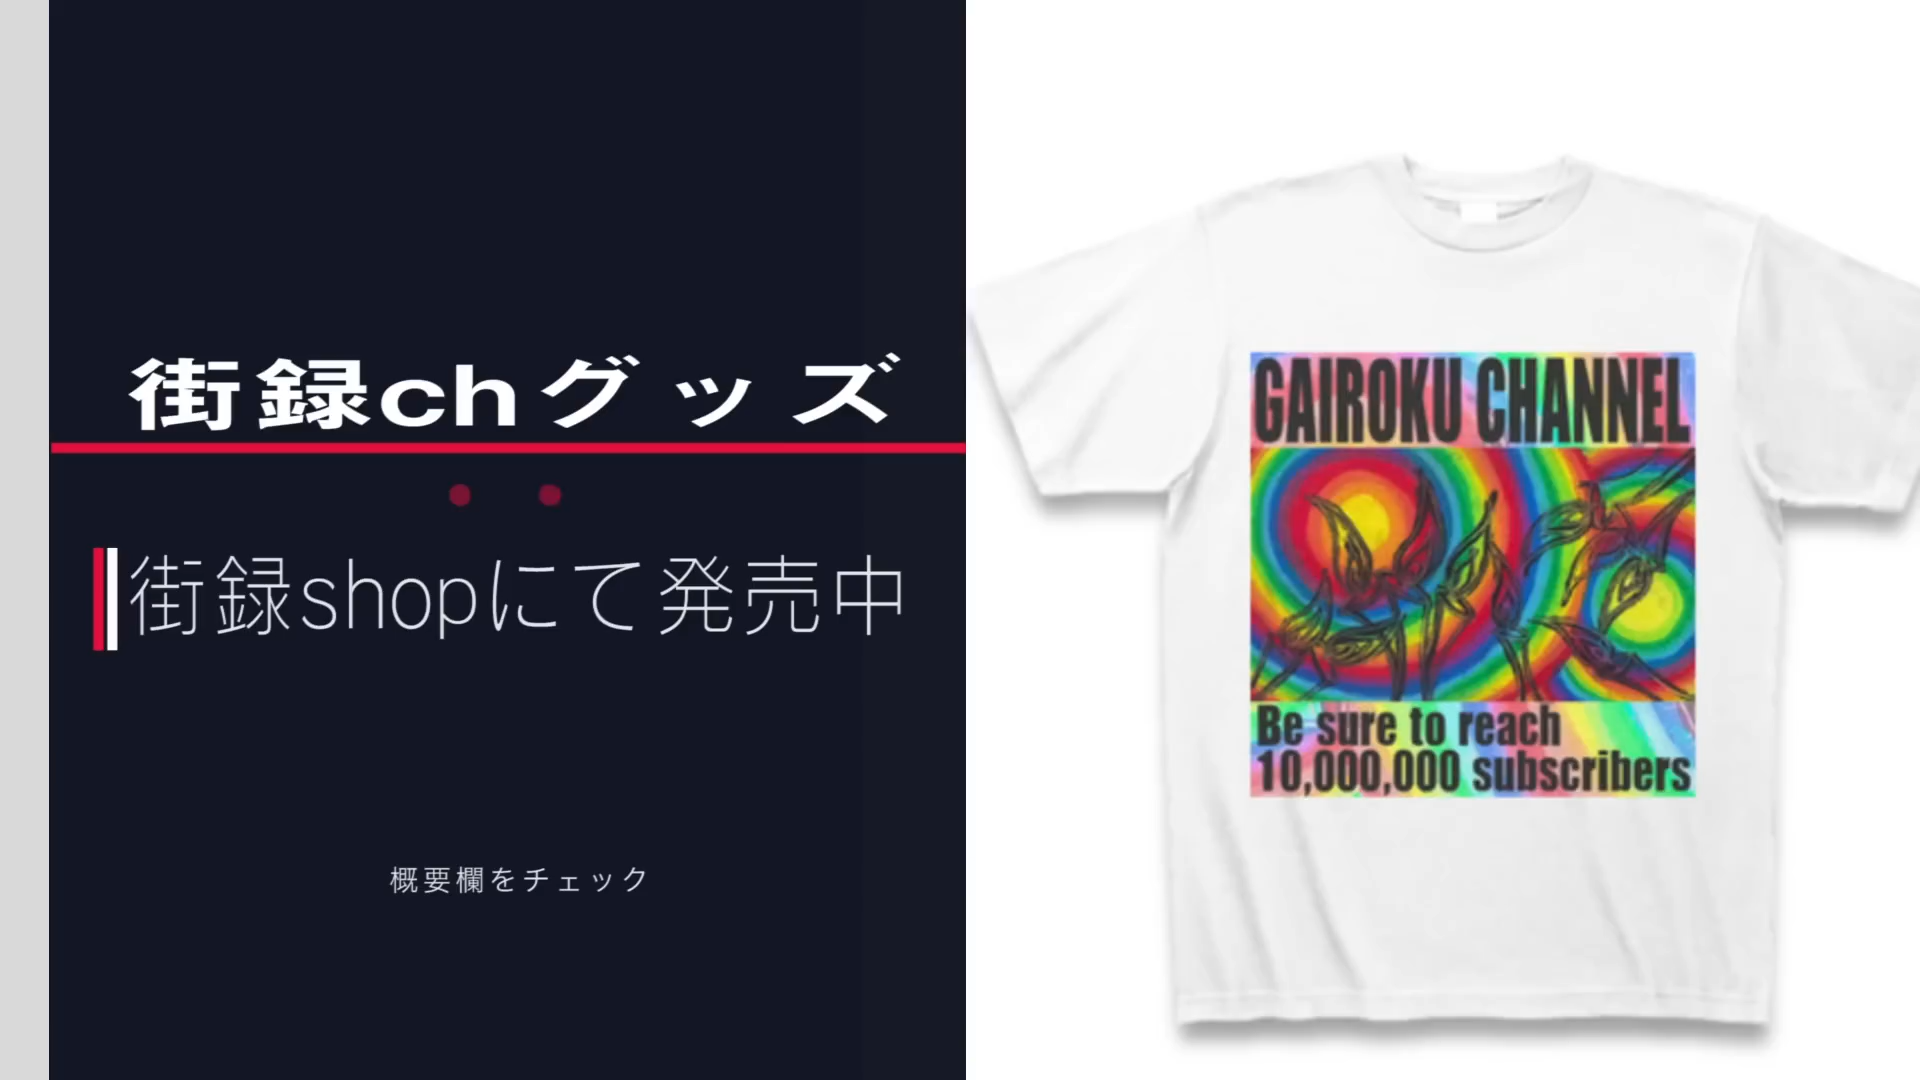 街録chグッズ
街録shopにて発売中
概要欄をチェック
GAIROKU CHANNEL
Be sure to reach
10,000,000 subscribers